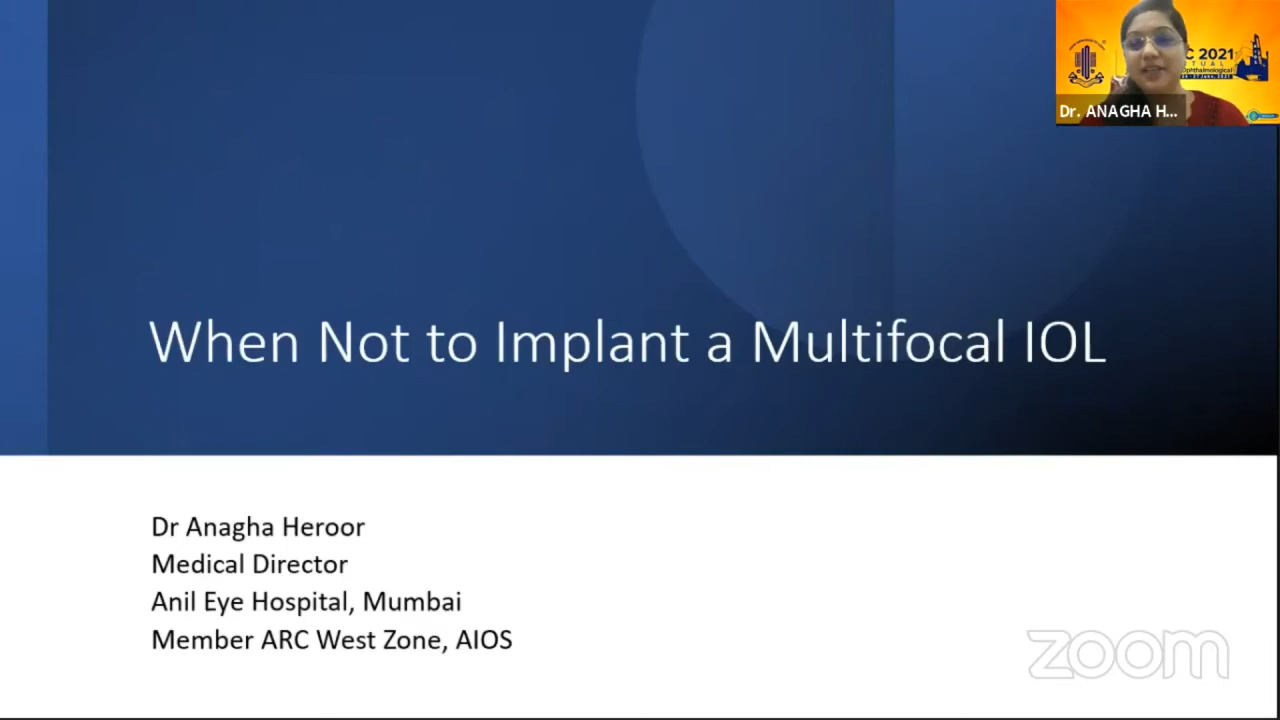 C 2021
Ophthalmological
Dr. ANAGHA H...
When Not to Implant a Multifocal IOL
Dr Anagha Heroor
Medical Director
Anil Eye Hospital, Mumbai
Member ARC West Zone, AIOS
zoom